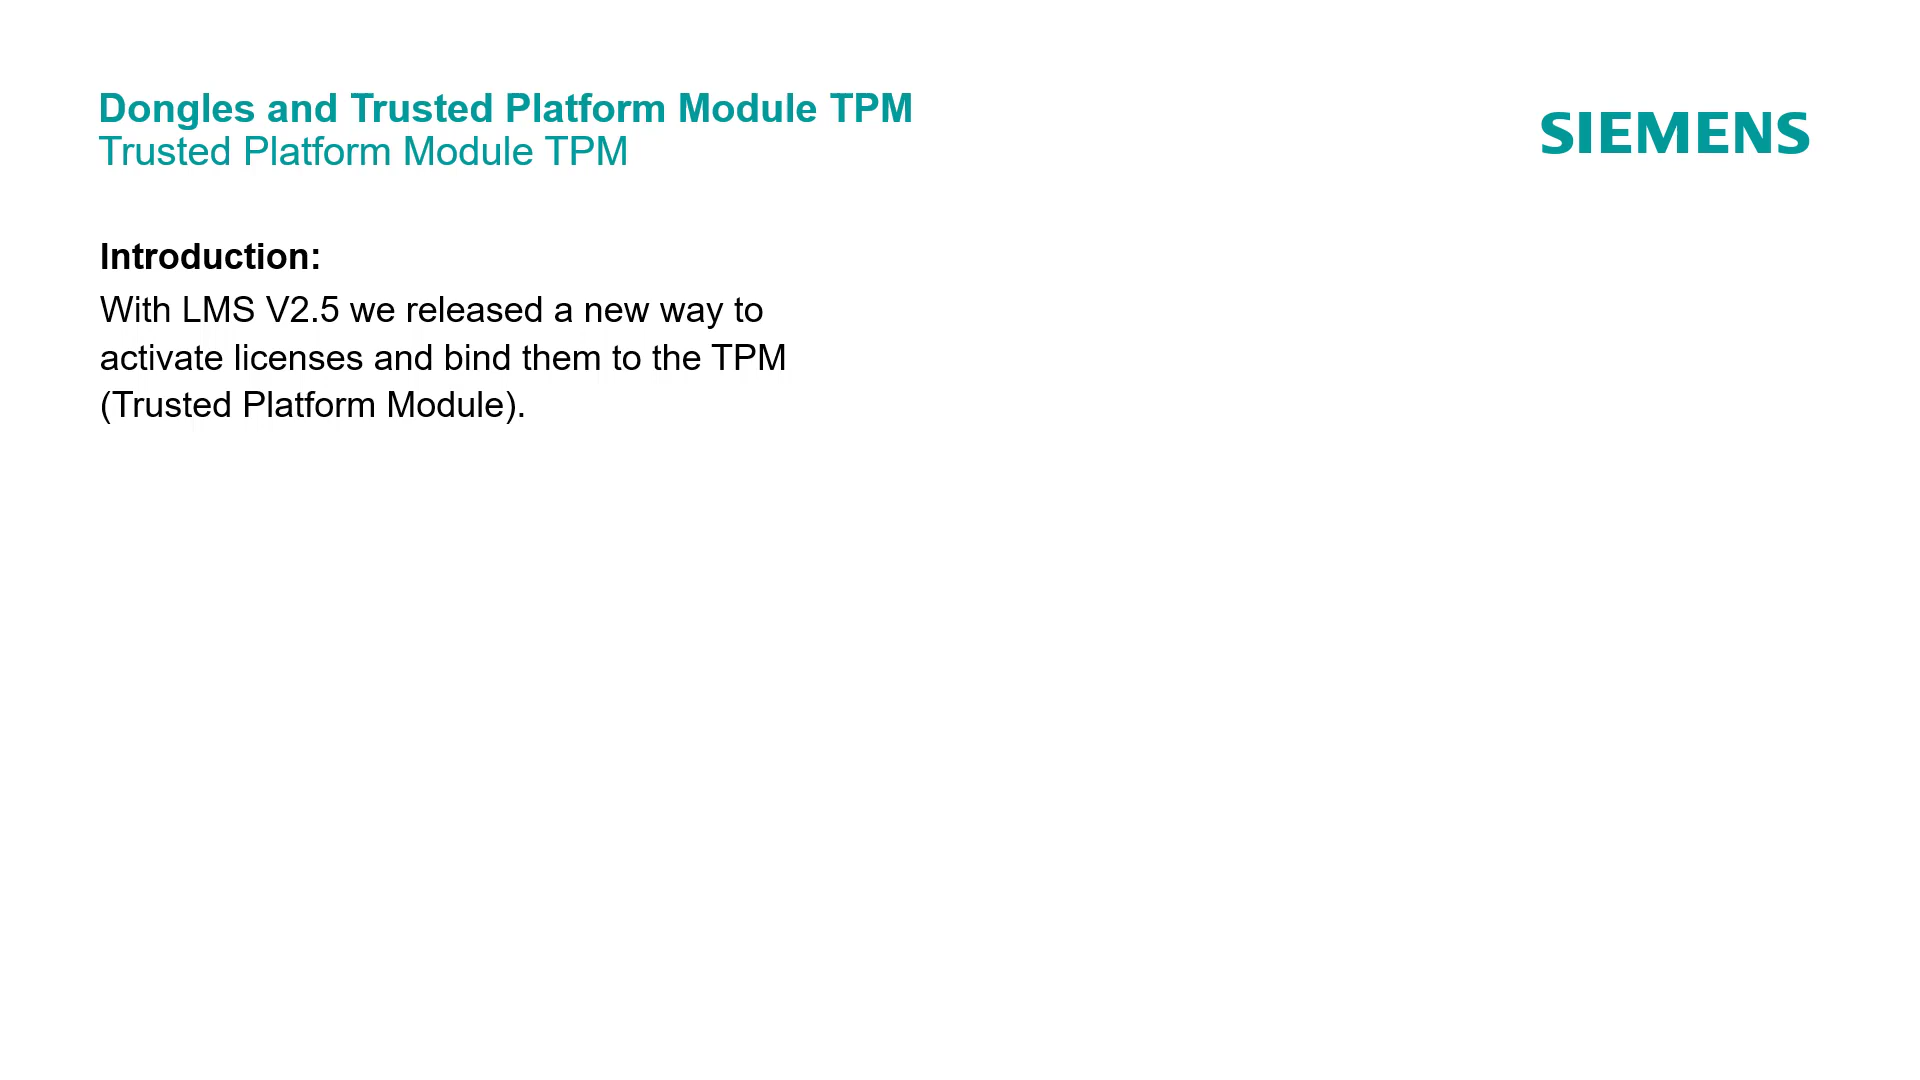 Dongles and Trusted Platform Module TPM
Trusted Platform Module TPM
SIEMENS
Introduction:
With LMS V2.5 we released a new way to
activate licenses and bind them to the TPM
(Trusted Platform Module).